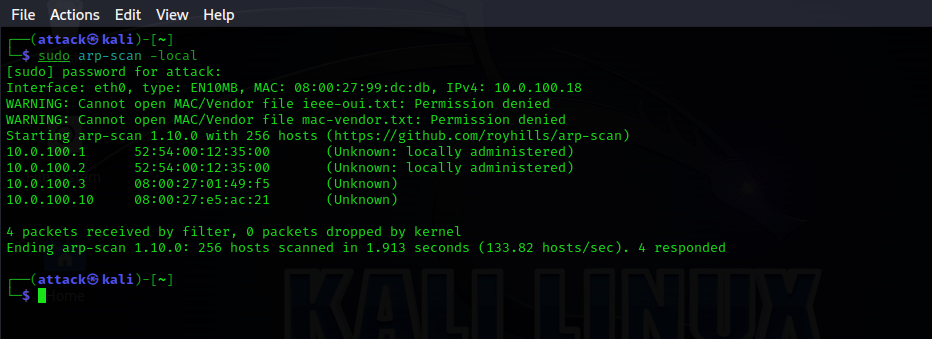 File Actions Edit View Help
┌──(attack㉿kali)-[~]
└─$ sudo arp-scan -local
[sudo] password for attack:
Interface: eth0, type: EN10MB, MAC: 08:00:27:99:dc:db, IPv4: 10.0.100.18
WARNING: Cannot open MAC/Vendor file ieee-oui.txt: Permission denied
WARNING: Cannot open MAC/Vendor file mac-vendor.txt: Permission denied
Starting arp-scan 1.10.0 with 256 hosts (https://github.com/royhills/arp-scan)
10.0.100.1 52:54:00:12:35:00 (Unknown: locally administered)
10.0.100.2 52:54:00:12:35:00 (Unknown: locally administered)
10.0.100.3 08:00:27:01:49:f5 (Unknown)
10.0.100.10 08:00:27:e5:ac:21 (Unknown)
4 packets received by filter, 0 packets dropped by kernel
Ending arp-scan 1.10.0: 256 hosts scanned in 1.913 seconds (133.82 hosts/sec). 4 responded
┌──(attack㉿kali)-[~]
└─$
Home
KALI LINUX